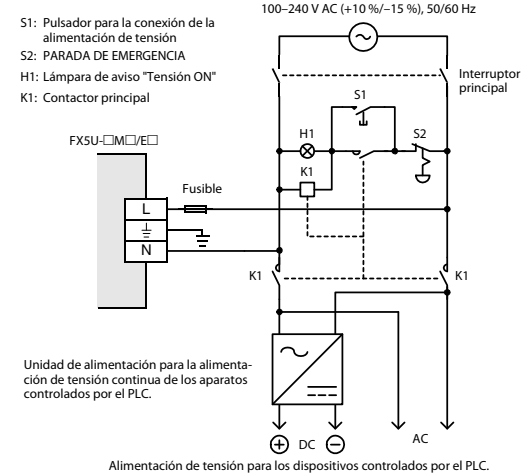 100–240 V AC (+10 %/–15 %), 50/60 Hz
S1: Pulsador para la conexión de la
alimentación de tensión
S2: PARADA DE EMERGENCIA
H1: Lámpara de aviso "Tensión ON"
K1: Contactor principal
Interruptor
principal
S1
FX5U-□M□/E□
H1
S2
K1
Fusible
L
N
K1
K1
Unidad de alimentación para la alimenta-
ción de tensión continua de los aparatos
controlados por el PLC.
DC
AC
Alimentación de tensión para los dispositivos controlados por el PLC.